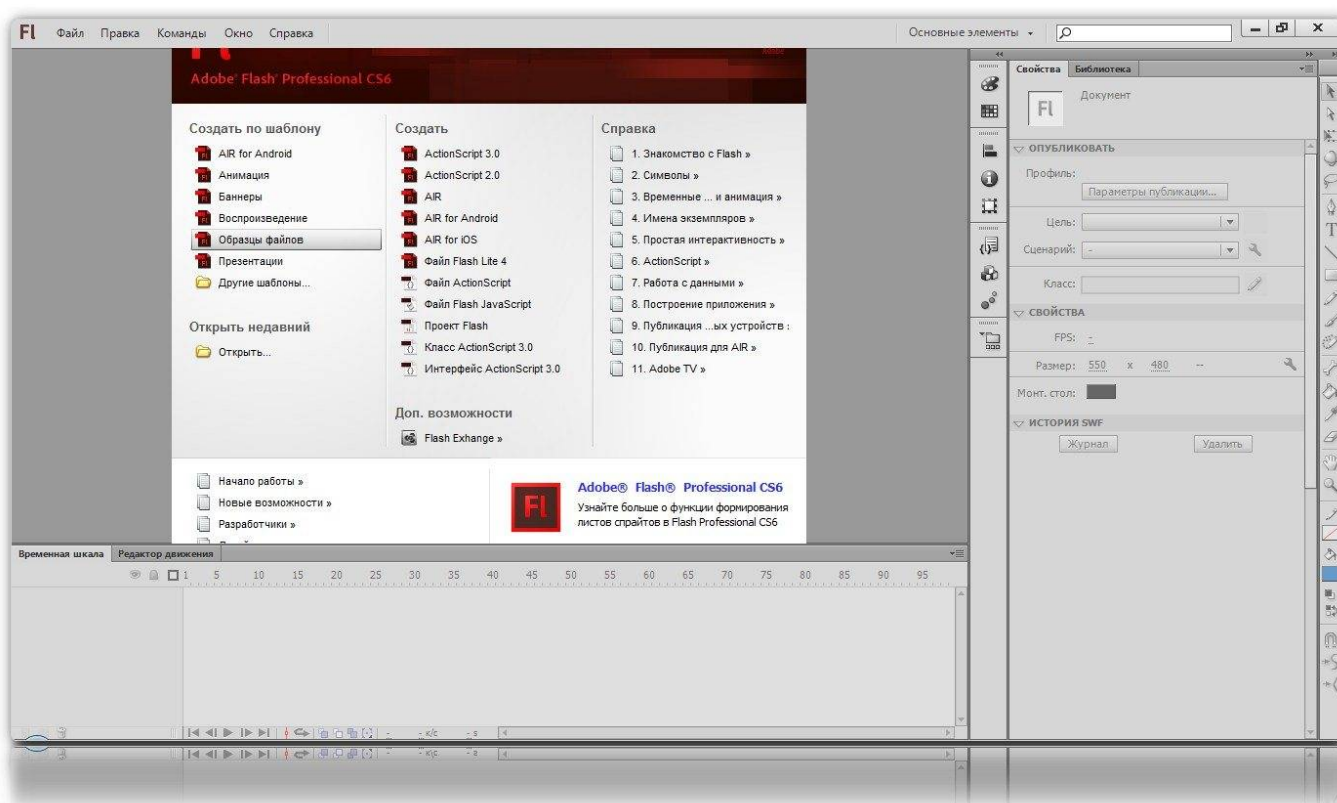 Fl Файл Правка Команды Окно Справка Основные элементы
Adobe® Flash® Professional CS6
Создать по шаблону
AIR for Android
Анимация
Баннеры
Воспроизведение
Образцы файлов
Презентации
Другие шаблоны...
Открыть недавний
Открыть...
Создать
ActionScript 3.0
ActionScript 2.0
AIR
AIR for Android
AIR for iOS
Файл Flash Lite 4
Файл ActionScript
Файл Flash JavaScript
Проект Flash
Класс ActionScript 3.0
Интерфейс ActionScript 3.0
Доп. возможности
Flash Exhange »
Справка
1. Знакомство с Flash »
2. Символы »
3. Временные ... и анимация »
4. Имена экземпляров »
5. Простая интерактивность »
6. ActionScript »
7. Работа с данными »
8. Построение приложения »
9. Публикация ...ых устройств :
10. Публикация для AIR »
11. Adobe TV »
Начало работы »
Новые возможности »
Разработчики »
Fl
Adobe® Flash® Professional CS6
Узнайте больше о функции формирования
листов спрайтов в Flash Professional CS6
Свойства Библиотека
Fl Документ
ОПУБЛИКОВАТЬ
Профиль:
Параметры публикации...
Цель:
Сценарий: -
Класс:
СВОЙСТВА
FPS: -
Размер: 550 x 480 --
Монт. стол:
ИСТОРИЯ SWF
Журнал Удалить
Временная шкала Редактор движения
1 5 10 15 20 25 30 35 40 45 50 55 60 65 70 75 80 85 90 95
- - к/с - s